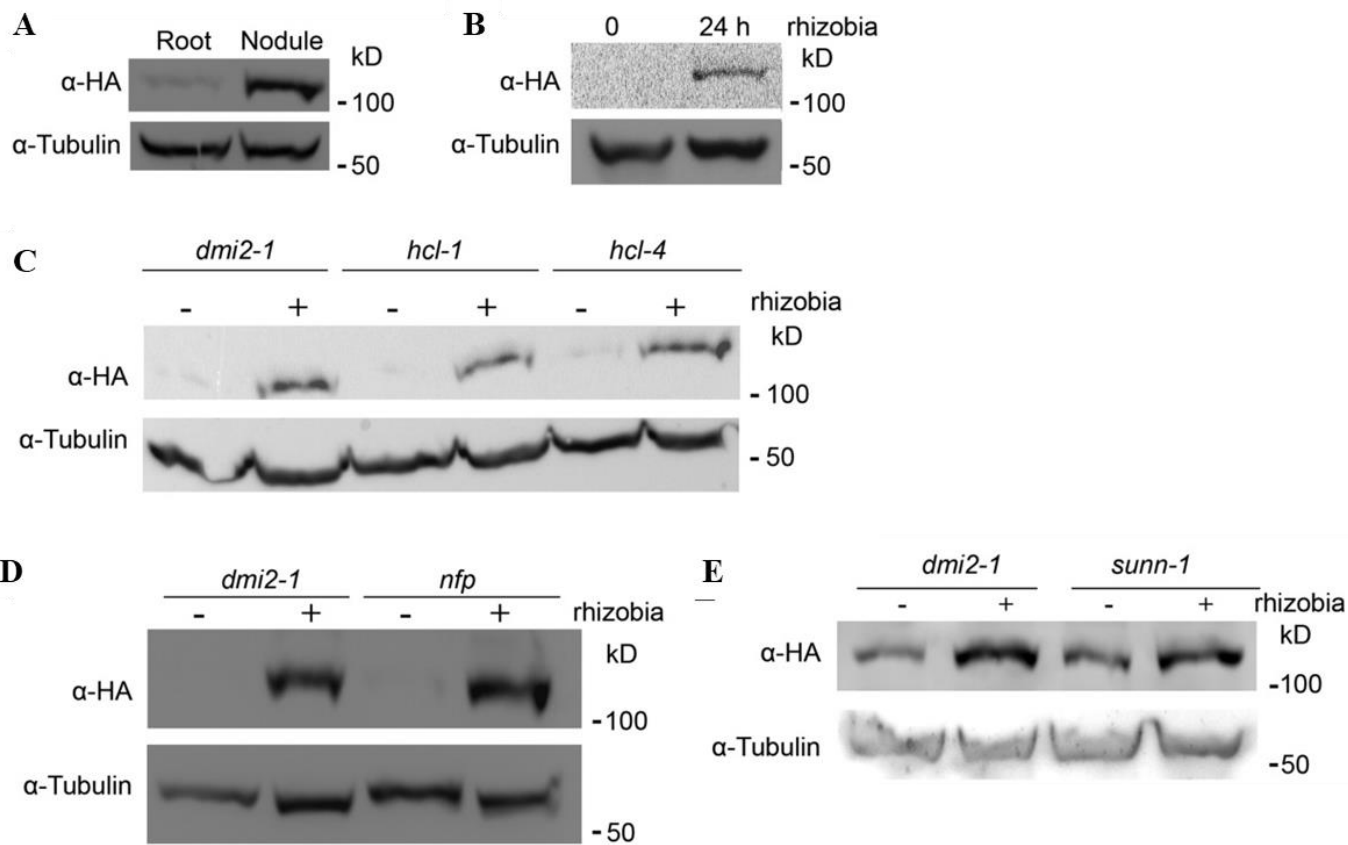 A
Root Nodule
kD
α-HA
-100
α-Tubulin
-50
B
0 24 h rhizobia
kD
α-HA
-100
α-Tubulin
-50
C
dmi2-1 hcl-1 hcl-4
- + - + - + rhizobia
kD
α-HA
- 100
α-Tubulin
- 50
D
dmi2-1 nfp
- + - + rhizobia
kD
α-HA
-100
α-Tubulin
- 50
E
dmi2-1 sunn-1
- + - + rhizobia
kD
α-HA
-100
α-Tubulin
-50